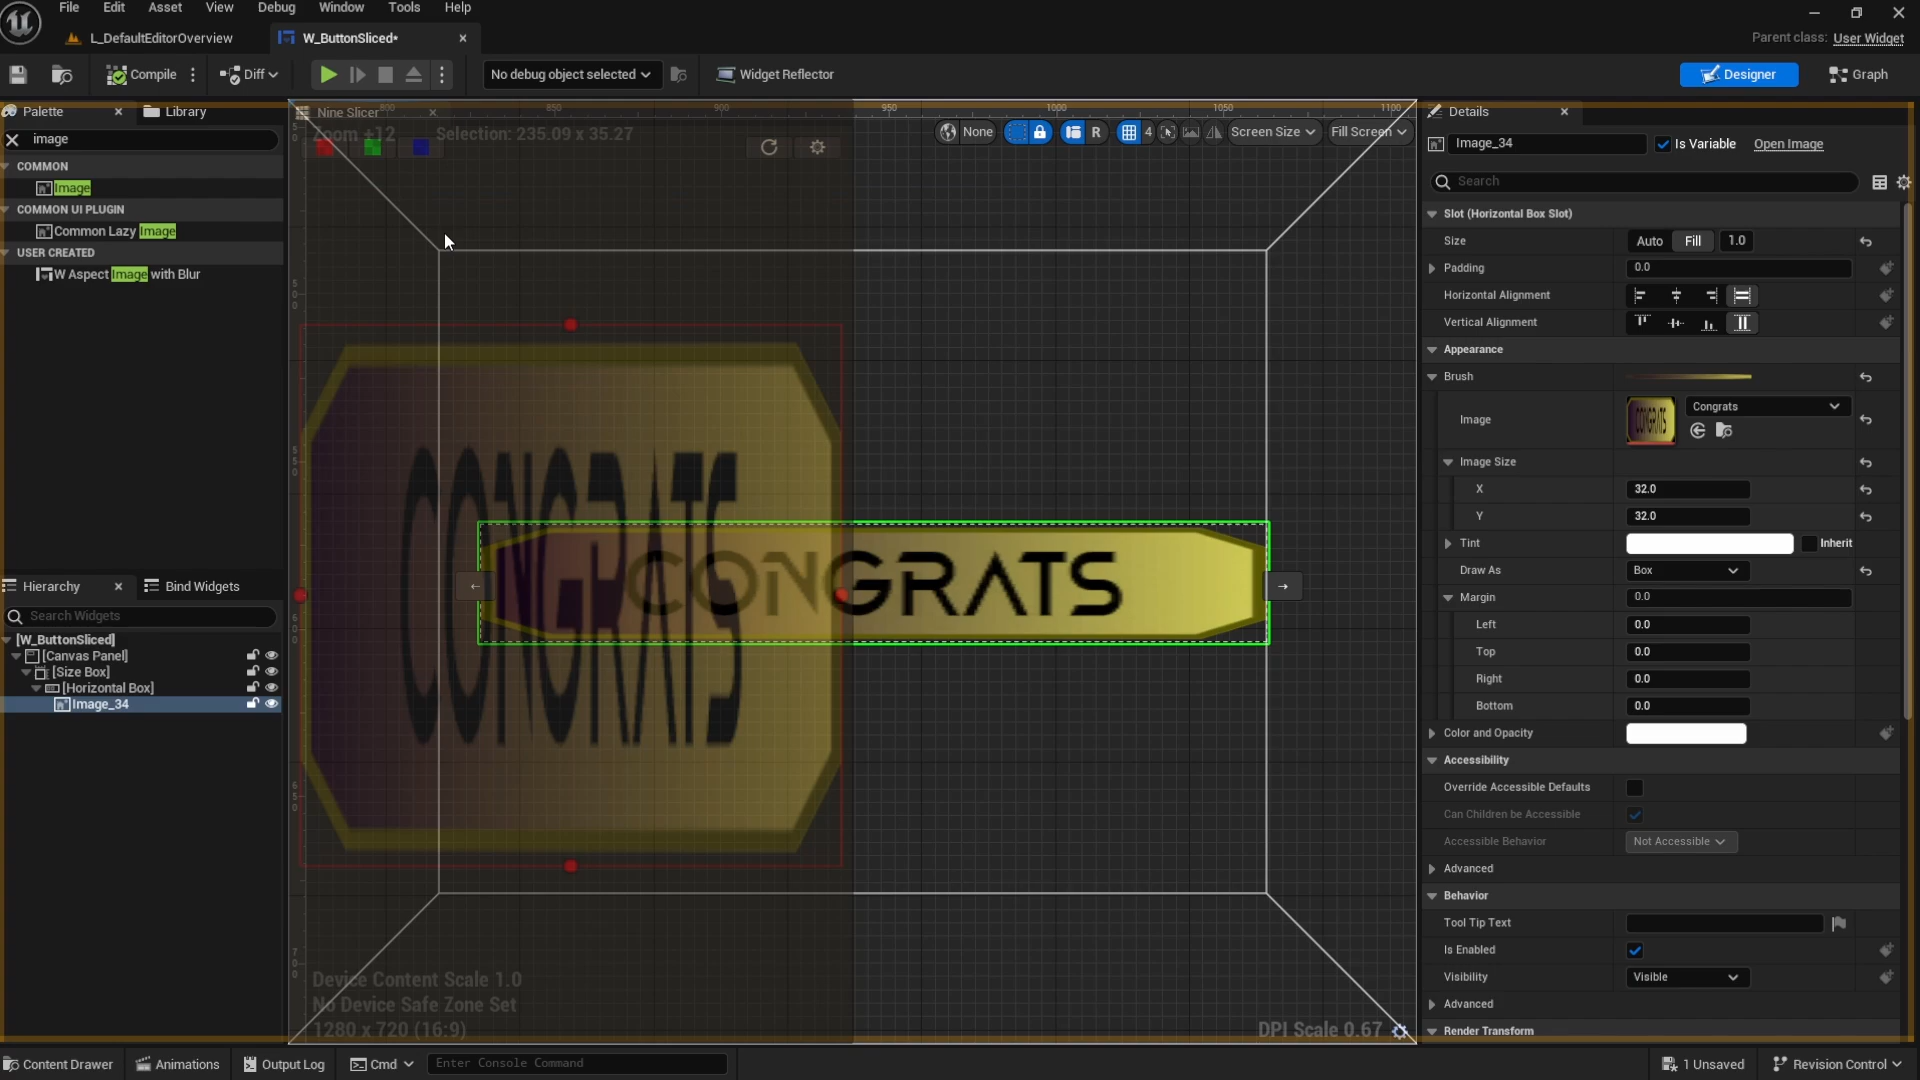 File Edit Asset View Debug Window Tools Help
L_DefaultEditorOverview
W_ButtonSliced*
Parent class: User Widget
Compile
Diff
No debug object selected
Widget Reflector
Designer
Graph
Palette
Library
image
COMMON
Image
COMMON UI PLUGIN
Common Lazy Image
USER CREATED
W Aspect Image with Blur
Hierarchy
Bind Widgets
Search Widgets
[W_ButtonSliced]
[Canvas Panel]
[Size Box]
[Horizontal Box]
Image_34
Nine Slicer
800 850 900 950 1000 1050 1100
Zoom +12
Selection: 235.09 x 35.27
None
R
4
Screen Size
Fill Screen
CONGRATS
CONGRATS
Device Content Scale 1.0
No Device Safe Zone Set
1280 x 720 (16:9)
DPI Scale 0.67
Details
Image_34
Is Variable
Open Image
Search
Slot (Horizontal Box Slot)
Size Auto Fill 1.0
Padding 0.0
Horizontal Alignment
Vertical Alignment
Appearance
Brush
Image CONGRATS Congrats
Image Size
X 32.0
Y 32.0
Tint Inherit
Draw As Box
Margin 0.0
Left 0.0
Top 0.0
Right 0.0
Bottom 0.0
Color and Opacity
Accessibility
Override Accessible Defaults
Can Children be Accessible
Accessible Behavior Not Accessible
Advanced
Behavior
Tool Tip Text
Is Enabled
Visibility Visible
Advanced
Render Transform
Content Drawer
Animations
Output Log
Cmd
Enter Console Command
1 Unsaved
Revision Control